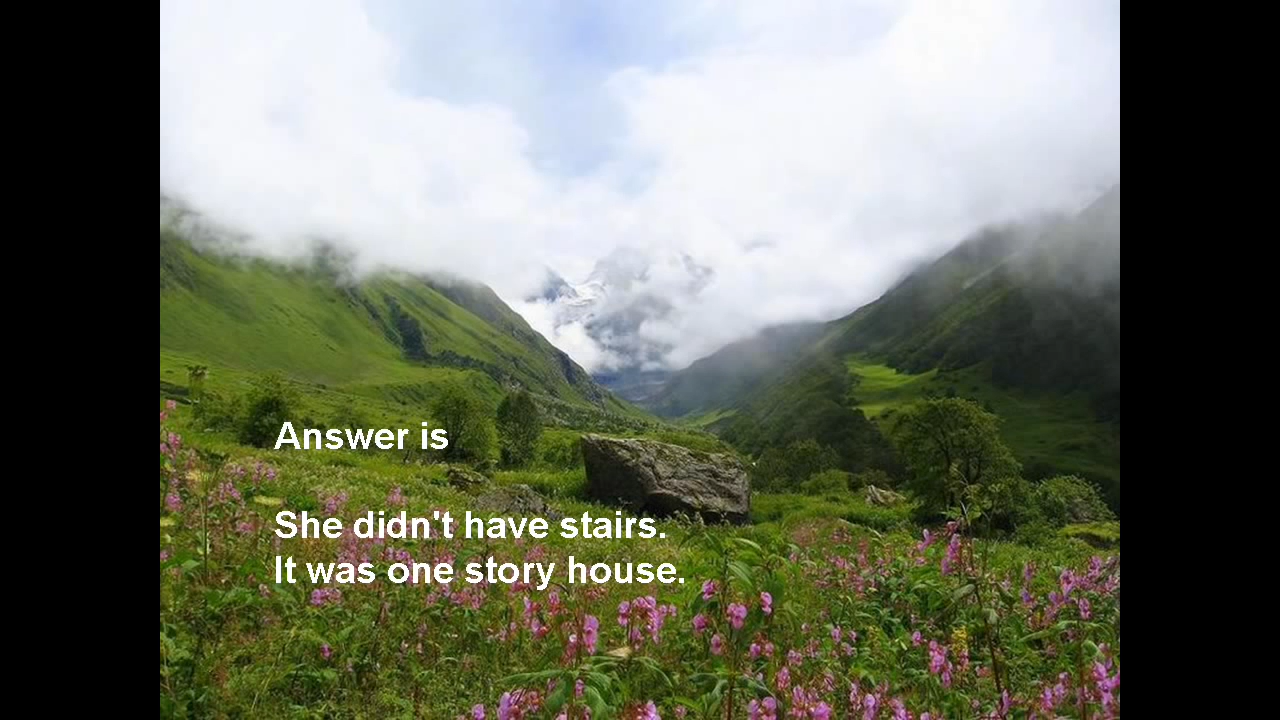 Answer is
She didn't have stairs.
It was one story house.